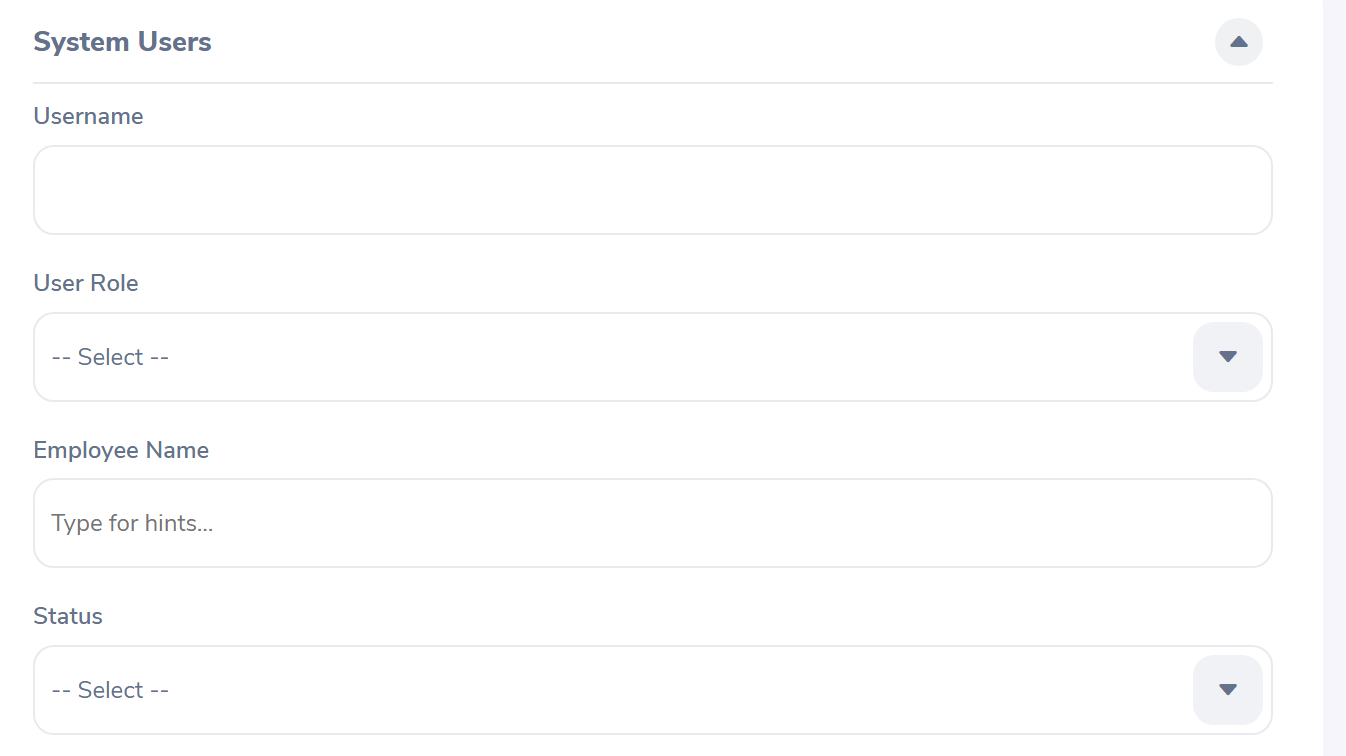 System Users
Username
User Role
-- Select --
Employee Name
Type for hints...
Status
-- Select --